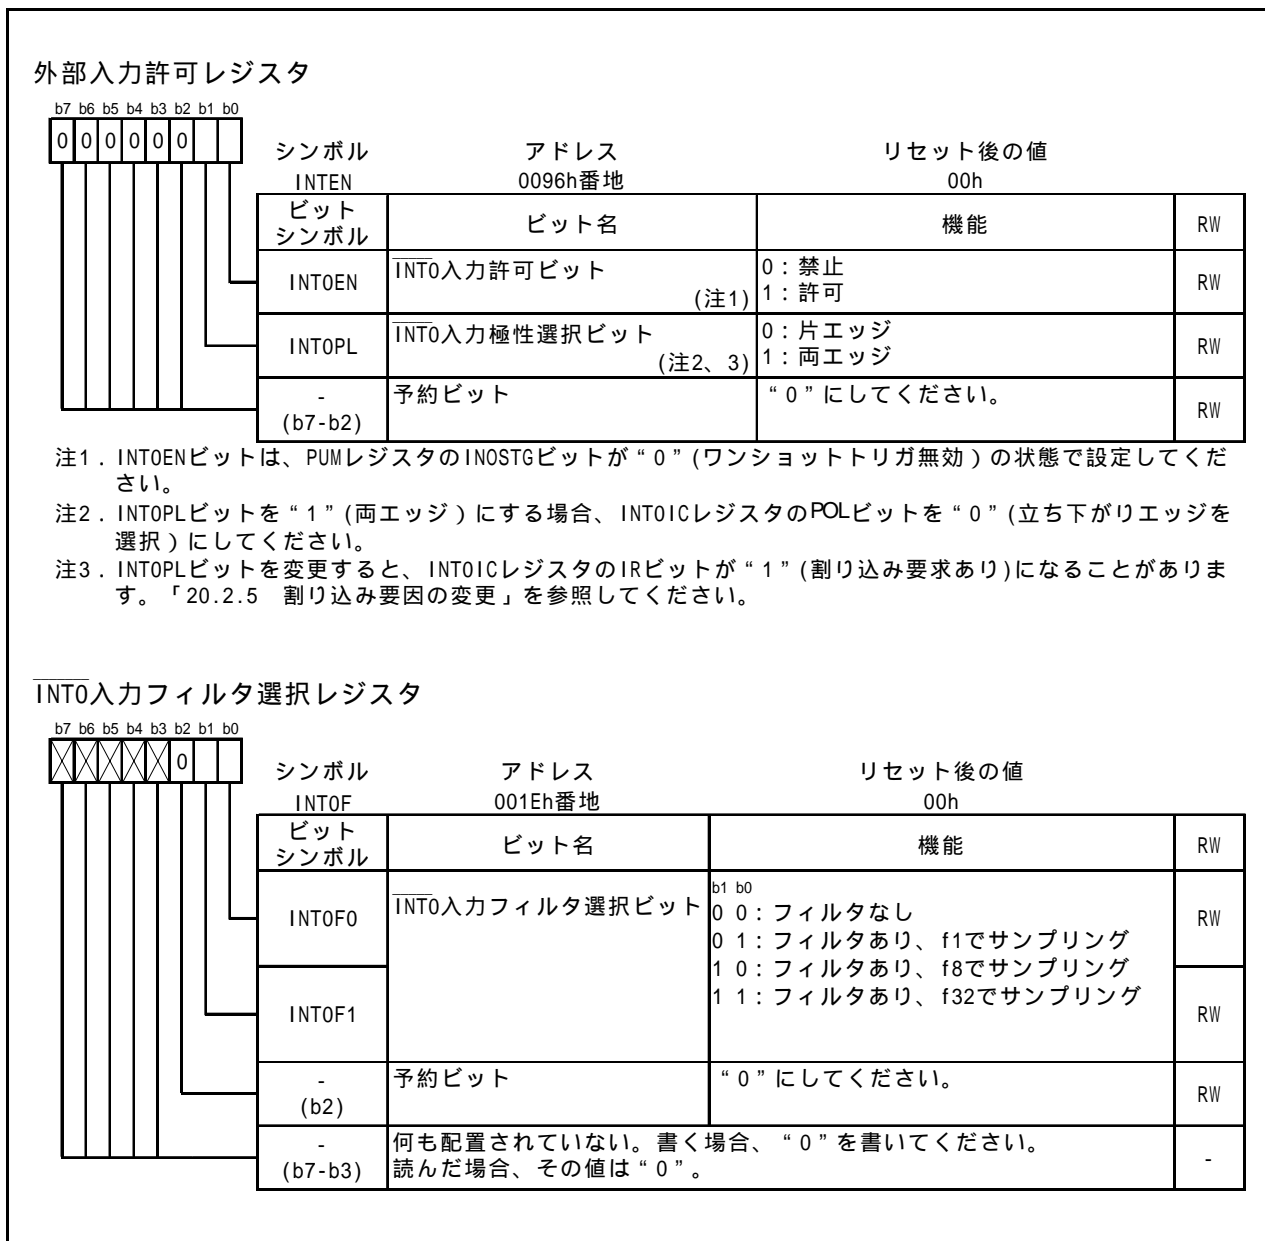 外部入力許可レジスタ
b7 b6 b5 b4 b3 b2 b1 b0
0 0 0 0 0 0
シンボル アドレス リセット後の値
INTEN 0096h番地 00h
ビット
シンボル ビット名 機能 RW
INT0EN INT0入力許可ビット (注1) 0：禁止 RW
1：許可
INT0PL INT0入力極性選択ビット (注2、3) 0：片エッジ RW
1：両エッジ
-
(b7-b2) 予約ビット “0”にしてください。 RW
注1．INT0ENビットは、PUMレジスタのINOSTGビットが“0”(ワンショットトリガ無効）の状態で設定してくだ
さい。
注2．INT0PLビットを“1”(両エッジ）にする場合、INT0ICレジスタのPOLビットを“0”(立ち下がりエッジを
選択）にしてください。
注3．INT0PLビットを変更すると、INT0ICレジスタのIRビットが“1”(割り込み要求あり)になることがありま
す。「20.2.5　割り込み要因の変更」を参照してください。
INT0入力フィルタ選択レジスタ
b7 b6 b5 b4 b3 b2 b1 b0
0
シンボル アドレス リセット後の値
INT0F 001Eh番地 00h
ビット
シンボル ビット名 機能 RW
INT0F0 INT0入力フィルタ選択ビット b1 b0 RW
0 0：フィルタなし
0 1：フィルタあり、f1でサンプリング
1 0：フィルタあり、f8でサンプリング
1 1：フィルタあり、f32でサンプリング
INT0F1 RW
-
(b2) 予約ビット “0”にしてください。 RW
-
(b7-b3) 何も配置されていない。書く場合、“0”を書いてください。 -
読んだ場合、その値は“0”。